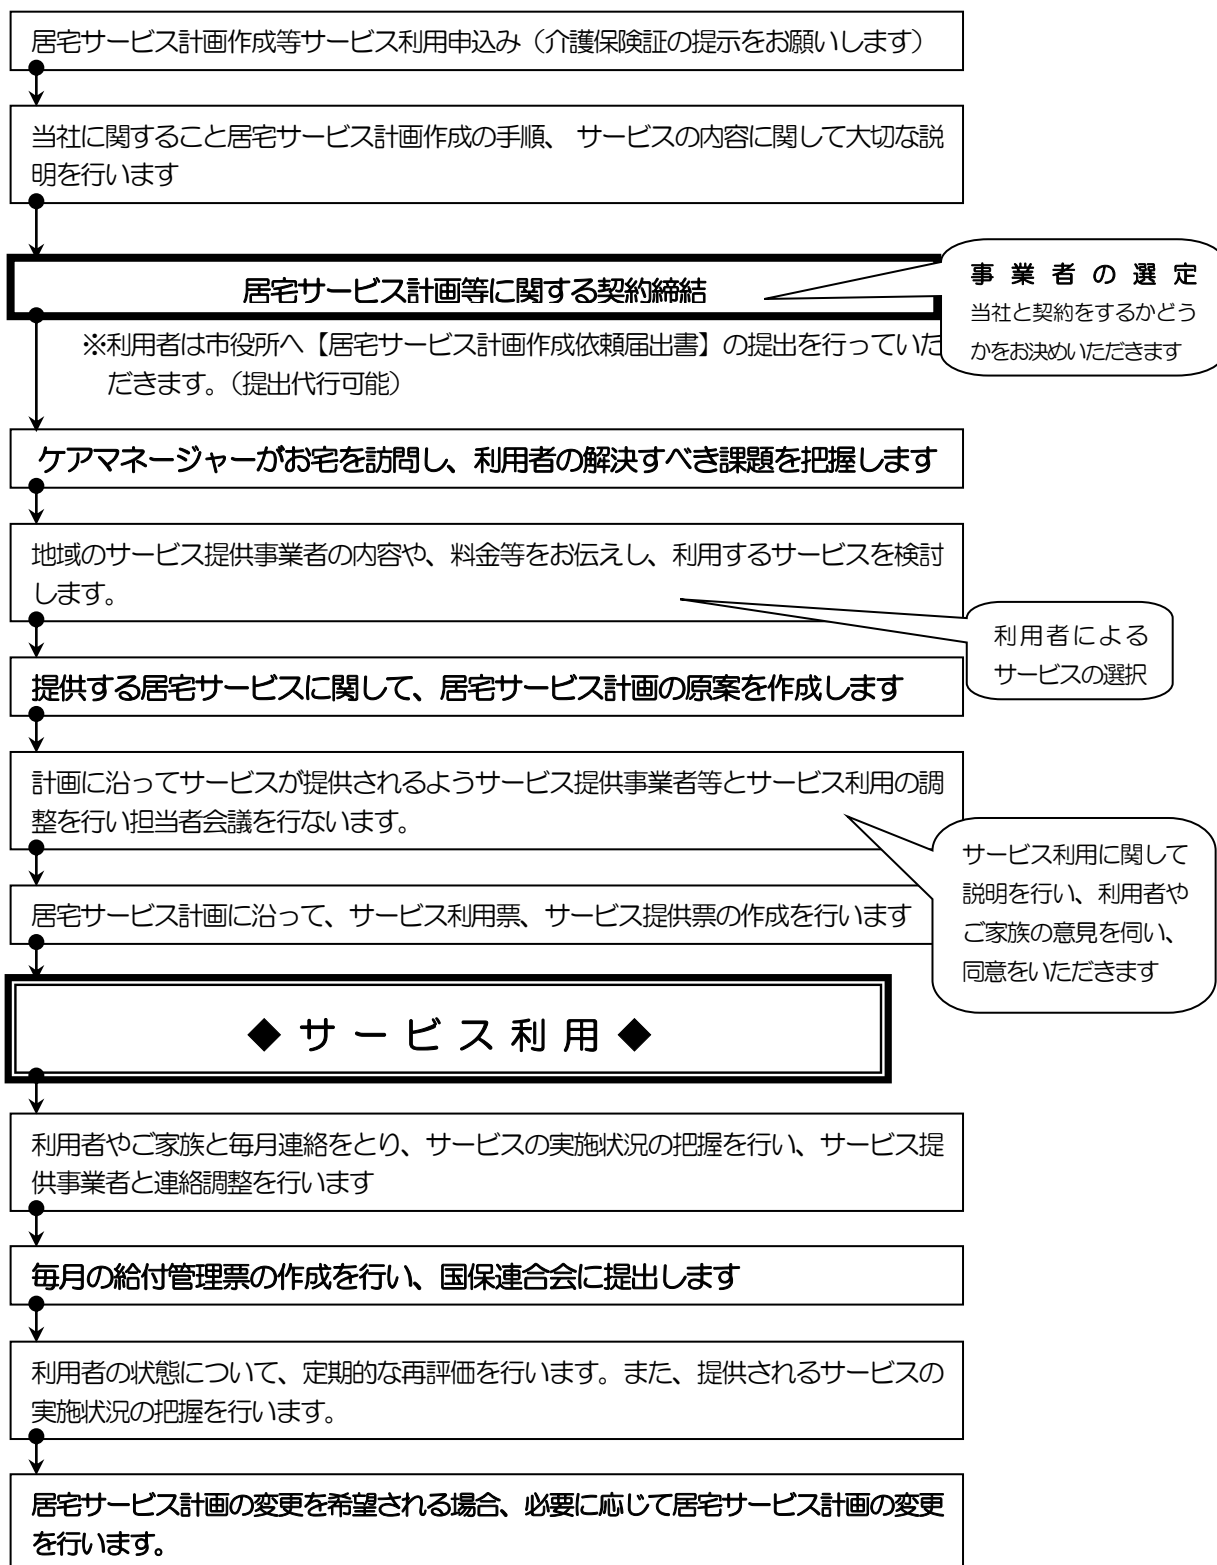 居宅サービス計画作成等サービス利用申込み（介護保険証の提示をお願いします）
当社に関すること居宅サービス計画作成の手順、 サービスの内容に関して大切な説
明を行います
居宅サービス計画等に関する契約締結
事業者の選定
当社と契約をするかどう
かをお決めいただきます
※利用者は市役所へ【居宅サービス計画作成依頼届出書】の提出を行っていた
だきます。（提出代行可能）
ケアマネージャーがお宅を訪問し、利用者の解決すべき課題を把握します
地域のサービス提供事業者の内容や、料金等をお伝えし、利用するサービスを検討
します。
利用者による
サービスの選択
提供する居宅サービスに関して、居宅サービス計画の原案を作成します
計画に沿ってサービスが提供されるようサービス提供事業者等とサービス利用の調
整を行い担当者会議を行ないます。
サービス利用に関して
説明を行い、利用者や
ご家族の意見を伺い、
同意をいただきます
居宅サービス計画に沿って、サービス利用票、サービス提供票の作成を行います
◆サービス利用◆
利用者やご家族と毎月連絡をとり、サービスの実施状況の把握を行い、サービス提
供事業者と連絡調整を行います
毎月の給付管理票の作成を行い、国保連合会に提出します
利用者の状態について、定期的な再評価を行います。また、提供されるサービスの
実施状況の把握を行います。
居宅サービス計画の変更を希望される場合、必要に応じて居宅サービス計画の変更
を行います。